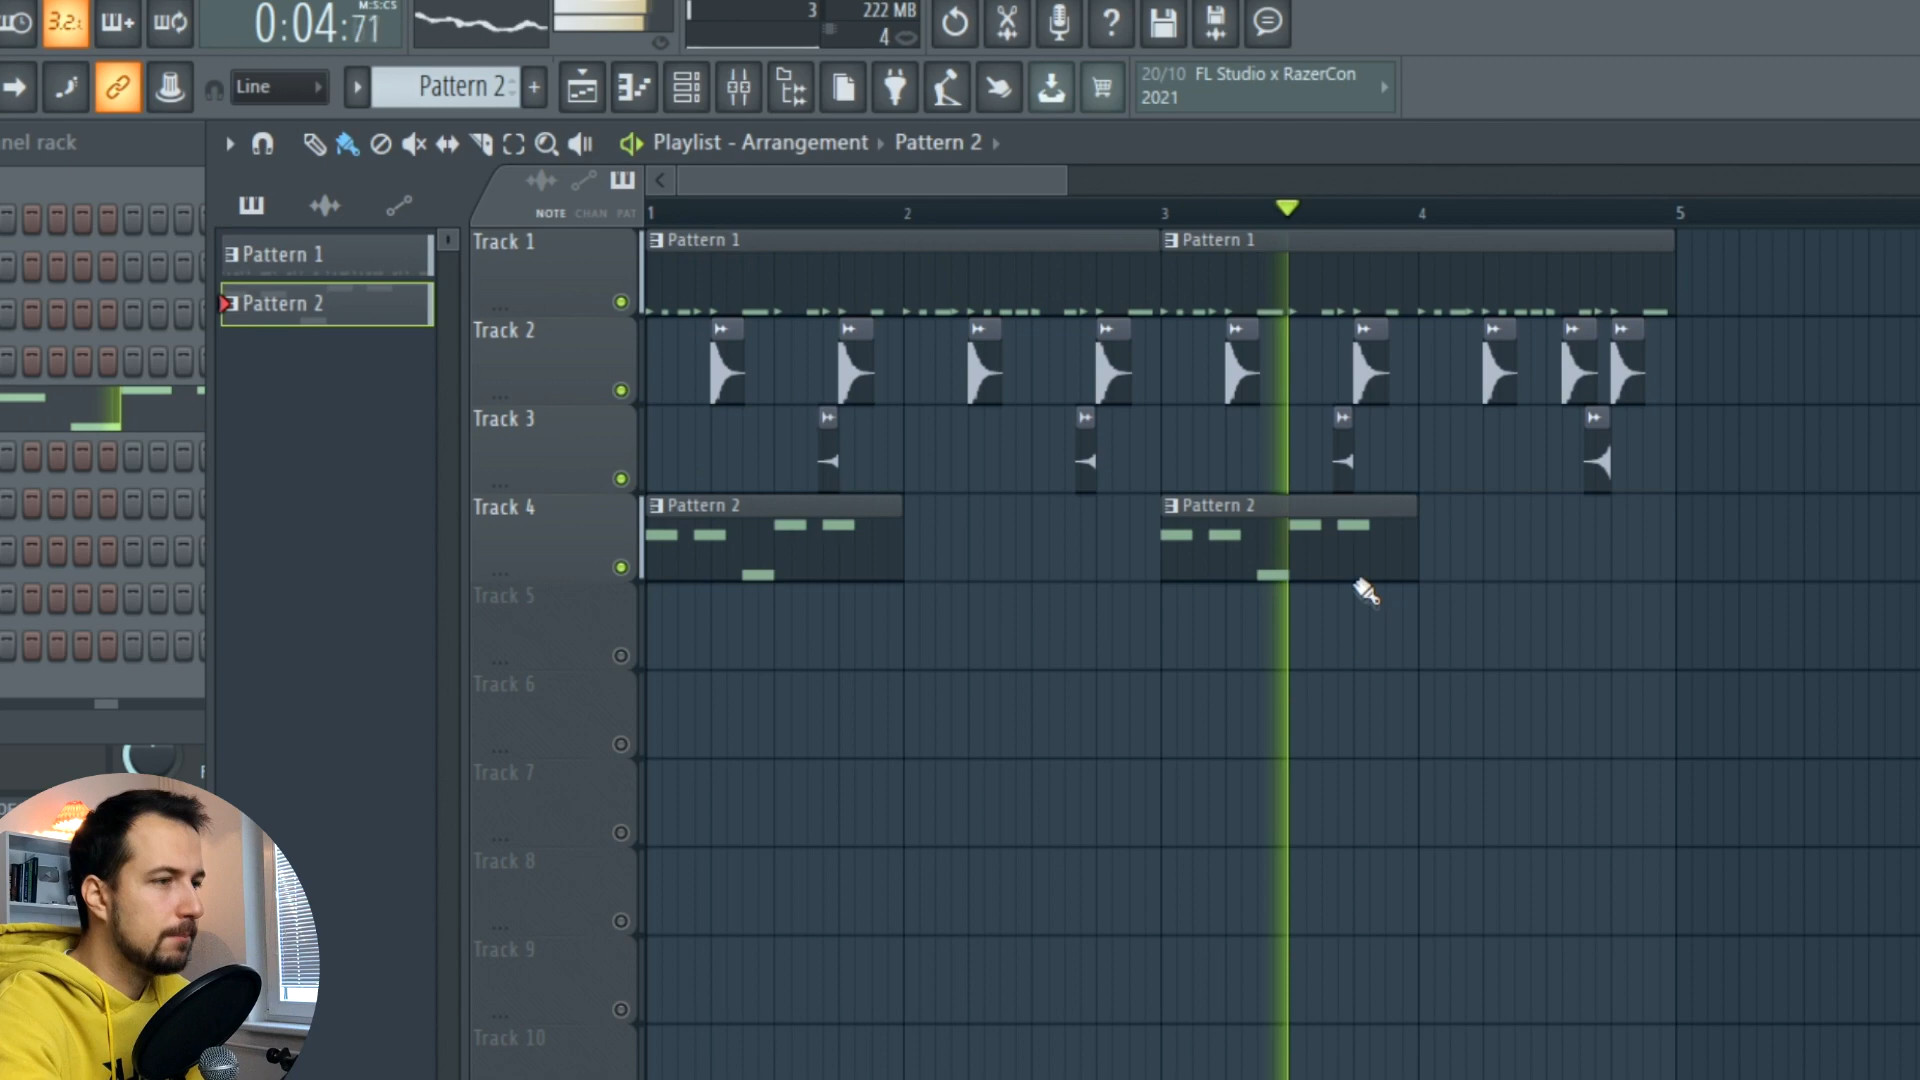 M:S:CS
3.2:
0:04:71
3
222 MB
4
Line
Pattern 2
20/10 FL Studio x RazerCon
2021
nel rack
Playlist - Arrangement
Pattern 2
NOTE CHAN PAT
1
2
3
4
5
Pattern 1
Pattern 2
Track 1
Pattern 1
Pattern 1
Track 2
Track 3
Track 4
Pattern 2
Pattern 2
Track 5
Track 6
Track 7
Track 8
Track 9
Track 10